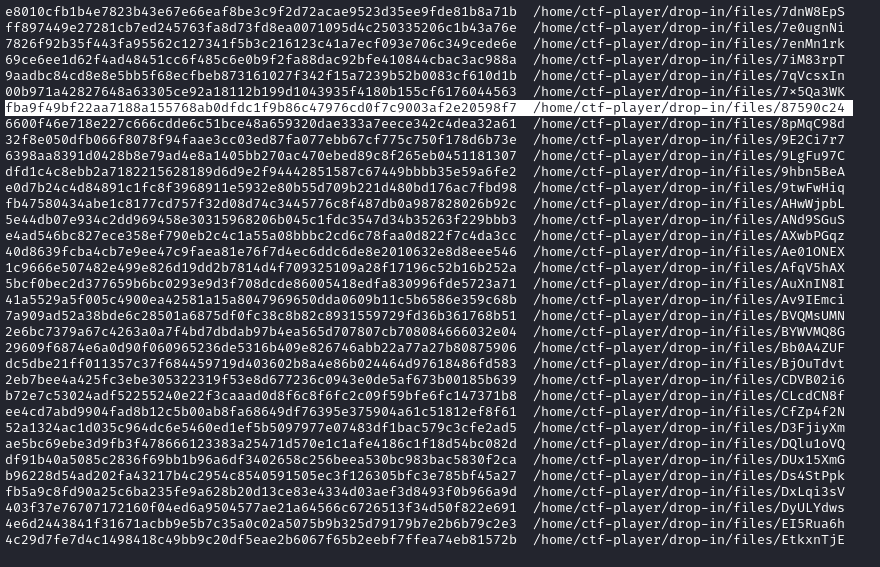 e8010cfb1b4e7823b43e67e66eaf8be3c9f2d72acae9523d35ee9fde81b8a71b  /home/ctf-player/drop-in/files/7dnW8EpS
ff897449e27281cb7ed245763fa8d73fd8ea0071095d4c250335206c1b43a76e  /home/ctf-player/drop-in/files/7e0ugnNi
7826f92b35f443fa95562c127341f5b3c216123c41a7ecf093e706c349cede6e  /home/ctf-player/drop-in/files/7enMn1rk
69ce6ee1d62f4ad48451cc6f485c6e0b9f2fa88dac92bfe410844cbac3ac988a  /home/ctf-player/drop-in/files/7iM83rpT
9aadbc84cd8e8e5bb5f68ecfbeb873161027f342f15a7239b52b0083cf610d1b  /home/ctf-player/drop-in/files/7qVcsxIn
00b971a42827648a63305ce92a18112b199d1043935f4180b155cf6176044563  /home/ctf-player/drop-in/files/7×5Qa3WK
fba9f49bf22aa7188a155768ab0dfdc1f9b86c47976cd0f7c9003af2e20598f7  /home/ctf-player/drop-in/files/87590c24
6600f46e718e227c666cdde6c51bce48a659320dae333a7eece342c4dea32a61  /home/ctf-player/drop-in/files/8pMqC98d
32f8e050dfb066f8078f94faae3cc03ed87fa077ebb67cf775c750f178d6b73e  /home/ctf-player/drop-in/files/9E2Ci7r7
6398aa8391d0428b8e79ad4e8a1405bb270ac470ebed89c8f265eb0451181307  /home/ctf-player/drop-in/files/9LgFu97C
dfd1c4c8ebb2a7182215628189d6d9e2f94442851587c67449bbbb35e59a6fe2  /home/ctf-player/drop-in/files/9hbn5BeA
e0d7b24c4d84891c1fc8f3968911e5932e80b55d709b221d480bd176ac7fbd98  /home/ctf-player/drop-in/files/9twFwHiq
fb47580434abe1c8177cd757f32d08d74c3445776c8f487db0a987828026b92c  /home/ctf-player/drop-in/files/AHwWjpbL
5e44db07e934c2dd969458e30315968206b045c1fdc3547d34b35263f229bbb3  /home/ctf-player/drop-in/files/ANd9SGuS
e4ad546bc827ece358ef790eb2c4c1a55a08bbbc2cd6c78faa0d822f7c4da3cc  /home/ctf-player/drop-in/files/AXwbPGqz
40d8639fcba4cb7e9ee47c9faea81e76f7d4ec6ddc6de8e2010632e8d8eee546  /home/ctf-player/drop-in/files/Ae01ONEX
1c9666e507482e499e826d19dd2b7814d4f709325109a28f17196c52b16b252a  /home/ctf-player/drop-in/files/AfqV5hAX
5bcf0bec2d377659b6bc0293e9d3f708dcde86005418edfa830996fde5723a71  /home/ctf-player/drop-in/files/AuXnIN8I
41a5529a5f005c4900ea42581a15a8047969650dda0609b11c5b6586e359c68b  /home/ctf-player/drop-in/files/Av9IEmci
7a909ad52a38bde6c28501a6875df0fc38c8b82c8931559729fd36b361768b51  /home/ctf-player/drop-in/files/BVQMsUMN
2e6bc7379a67c4263a0a7f4bd7dbdab97b4ea565d707807cb708084666032e04  /home/ctf-player/drop-in/files/BYWVMQ8G
29609f6874e6a0d90f060965236de5316b409e826746abb22a77a27b80875906  /home/ctf-player/drop-in/files/Bb0A4ZUF
dc5dbe21ff011357c37f684459719d403602b8a4e86b024464d97618486fd583  /home/ctf-player/drop-in/files/BjOuTdvt
2eb7bee4a425fc3ebe305322319f53e8d677236c0943e0de5af673b00185b639  /home/ctf-player/drop-in/files/CDVB02i6
b72e7c53024adf52255240e22f3caaad0d8f6c8f6fc2c09f59bfe6fc147371b8  /home/ctf-player/drop-in/files/CLcdCN8f
ee4cd7abd9904fad8b12c5b00ab8fa68649df76395e375904a61c51812ef8f61  /home/ctf-player/drop-in/files/CfZp4f2N
52a1324ac1d035c964dc6e5460ed1ef5b5097977e07483df1bac579c3cfe2ad5  /home/ctf-player/drop-in/files/D3FjiyXm
ae5bc69ebe3d9fb3f478666123383a25471d570e1c1afe4186c1f18d54bc082d  /home/ctf-player/drop-in/files/DQlu1oVQ
df91b40a5085c2836f69bb1b96a6df3402658c256beea530bc983bac5830f2ca  /home/ctf-player/drop-in/files/DUx15XmG
b96228d54ad202fa43217b4c2954c8540591505ec3f126305bfc3e785bf45a27  /home/ctf-player/drop-in/files/Ds4StPpk
fb5a9c8fd90a25c6ba235fe9a628b20d13ce83e4334d03aef3d8493f0b966a9d  /home/ctf-player/drop-in/files/DxLqi3sV
403f37e76707172160f04ed6a9504577ae21a64566c6726513f34d50f822e691  /home/ctf-player/drop-in/files/DyULYdws
4e6d2443841f31671acbb9e5b7c35a0c02a5075b9b325d79179b7e2b6b79c2e3  /home/ctf-player/drop-in/files/EI5Rua6h
4c29d7fe7d4c1498418c49bb9c20df5eae2b6067f65b2eebf7ffea74eb81572b  /home/ctf-player/drop-in/files/EtkxnTjE